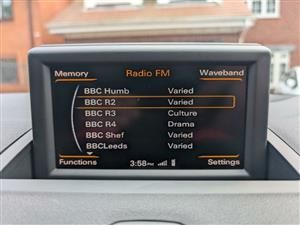 Memory Radio FM Waveband
BBC Humb Varied
BBC R2 Varied
BBC R3 Culture
BBC R4 Drama
BBC Shef Varied
BBCLeeds Varied
Functions 3:58PM Settings